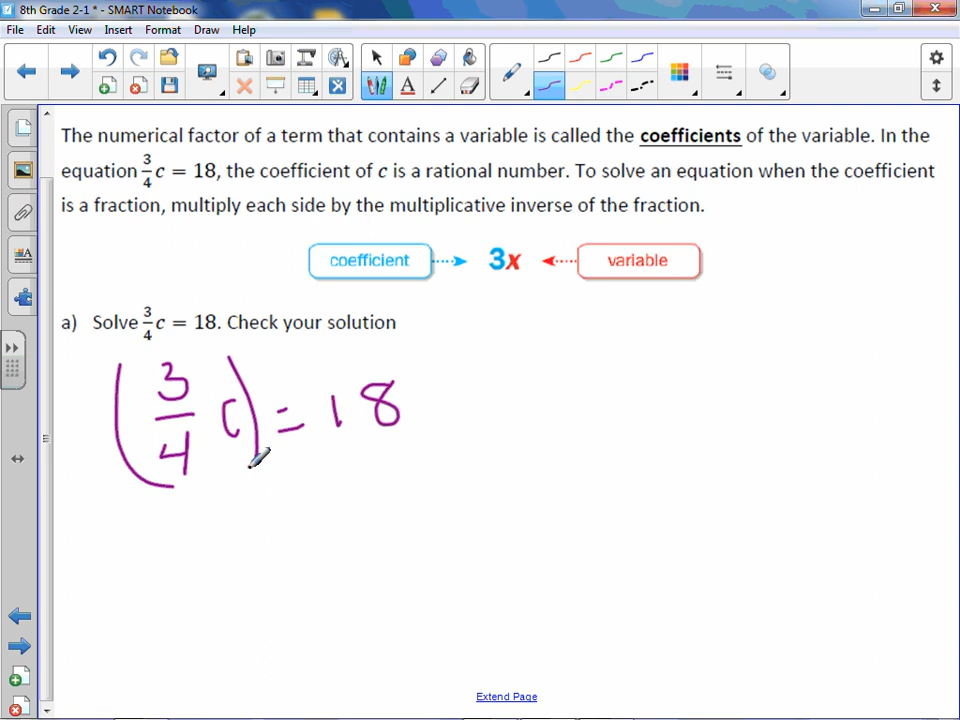 8th Grade 2-1 * - SMART Notebook
File Edit View Insert Format Draw Help
The numerical factor of a term that contains a variable is called the coefficients of the variable. In the
equation 3/4 c = 18, the coefficient of c is a rational number. To solve an equation when the coefficient
is a fraction, multiply each side by the multiplicative inverse of the fraction.
coefficient 3x variable
a) Solve 3/4 c = 18. Check your solution
(3/4 c) = 18
Extend Page